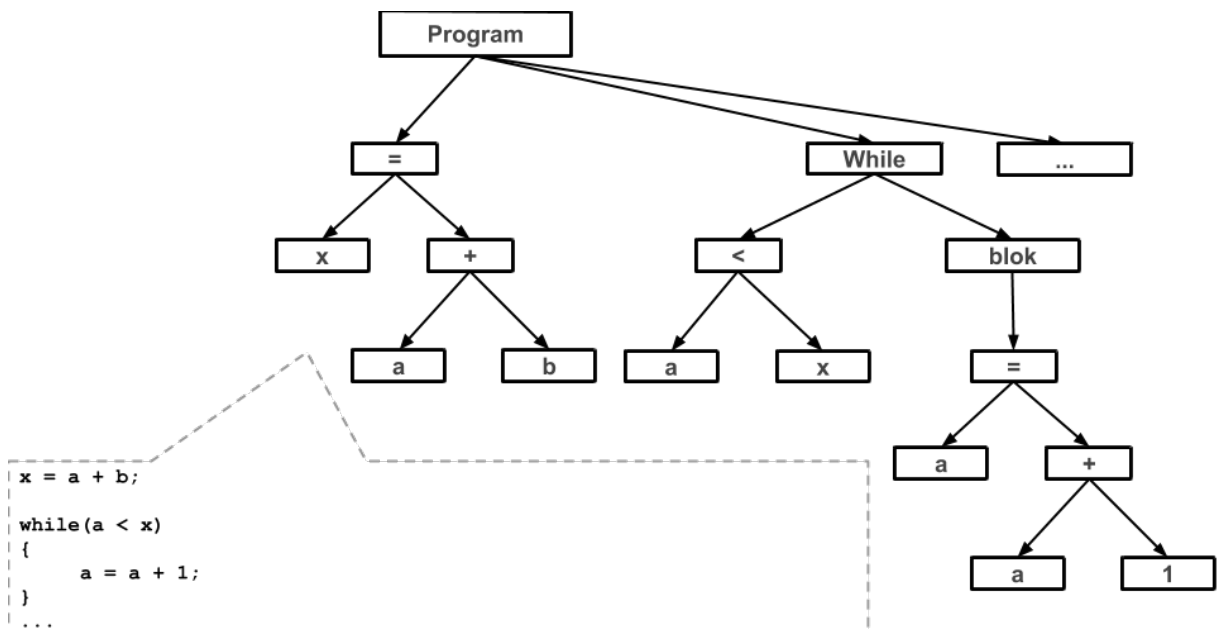 Program
= While ...
x + < blok
a b a x =
a +
a 1
x = a + b;
while(a < x)
{
a = a + 1;
}
...